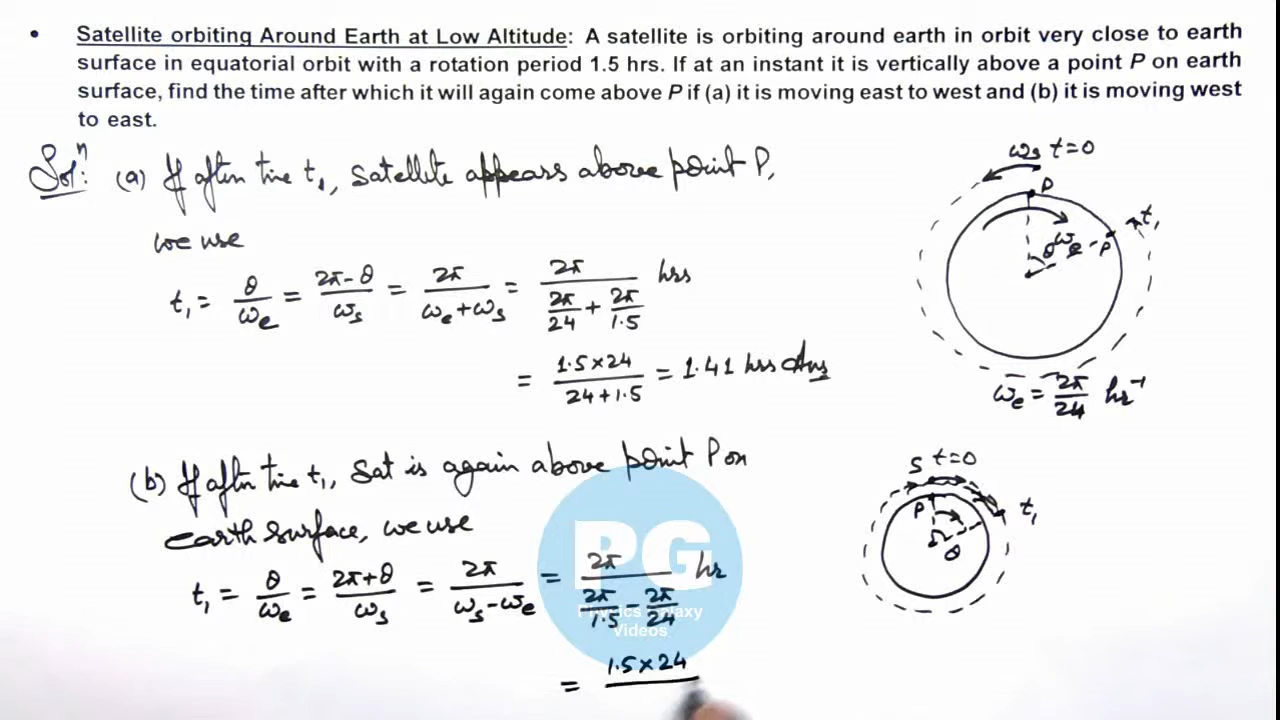 • Satellite orbiting Around Earth at Low Altitude: A satellite is orbiting around earth in orbit very close to earth
surface in equatorial orbit with a rotation period 1.5 hrs. If at an instant it is vertically above a point P on earth
surface, find the time after which it will again come above P if (a) it is moving east to west and (b) it is moving west
to east.
Solⁿ: (a) If after time t₁, satellite appears above point P,
we use
t₁ = θ/ωe = (2π-θ)/ωs = 2π/(ωe+ωs) = 2π/(2π/24 + 2π/1.5) hrs
= (1.5×24)/(24+1.5) = 1.41 hrs Ans
ωs t=0
P
t₁
θ ωe P
ωe = 2π/24 hr⁻¹
(b) If after time t₁, Sat is again above point P on
earth surface, we use
t₁ = θ/ωe = (2π+θ)/ωs = 2π/(ωs-ωe) = 2π/(2π/1.5 - 2π/24) hr
= 1.5×24
S t=0
P
t₁
θ
PG
Physics Galaxy
Videos